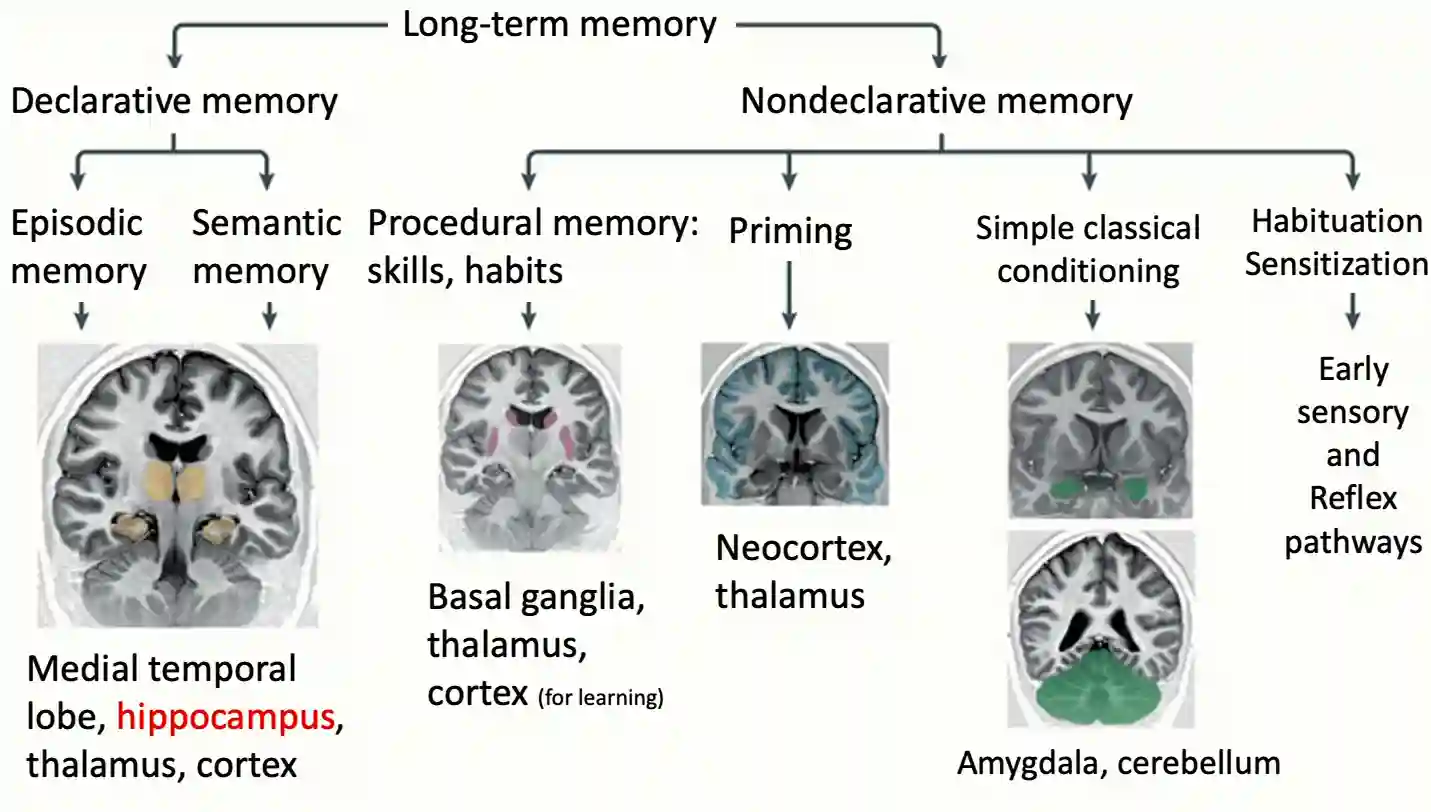 Long-term memory
Declarative memory
Nondeclarative memory
Episodic
memory
Semantic
memory
Procedural memory:
skills, habits
Priming
Simple classical
conditioning
Habituation
Sensitization
Medial temporal
lobe, hippocampus,
thalamus, cortex
Basal ganglia,
thalamus,
cortex (for learning)
Neocortex,
thalamus
Amygdala, cerebellum
Early
sensory
and
Reflex
pathways